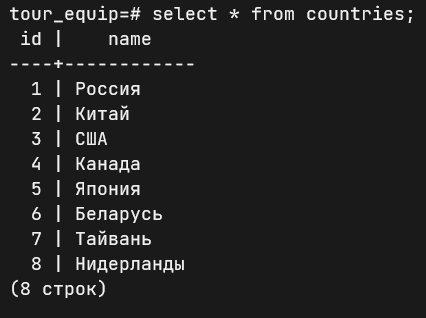 tour_equip=# select * from countries;
 id |    name
----+------------
  1 | Россия
  2 | Китай
  3 | США
  4 | Канада
  5 | Япония
  6 | Беларусь
  7 | Тайвань
  8 | Нидерланды
(8 строк)